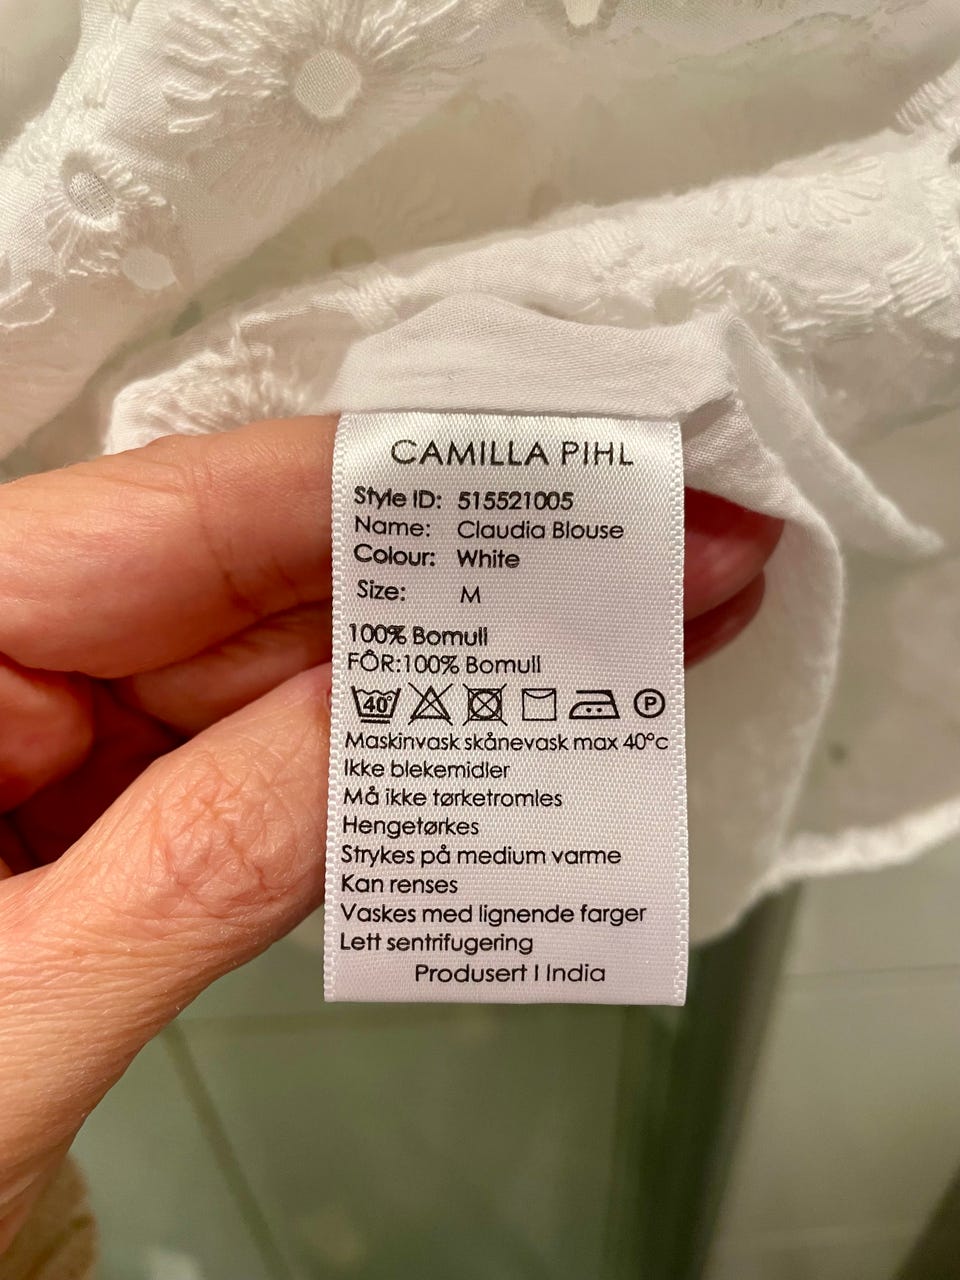 CAMILLA PIHL
Style ID: 515521005
Name: Claudia Blouse
Colour: White
Size: M
100% Bomull
FÔR:100% Bomull
40° P
Maskinvask skånevask max 40°c
Ikke blekemidler
Må ikke tørketromles
Hengetørkes
Strykes på medium varme
Kan renses
Vaskes med lignende farger
Lett sentrifugering
Produsert I India